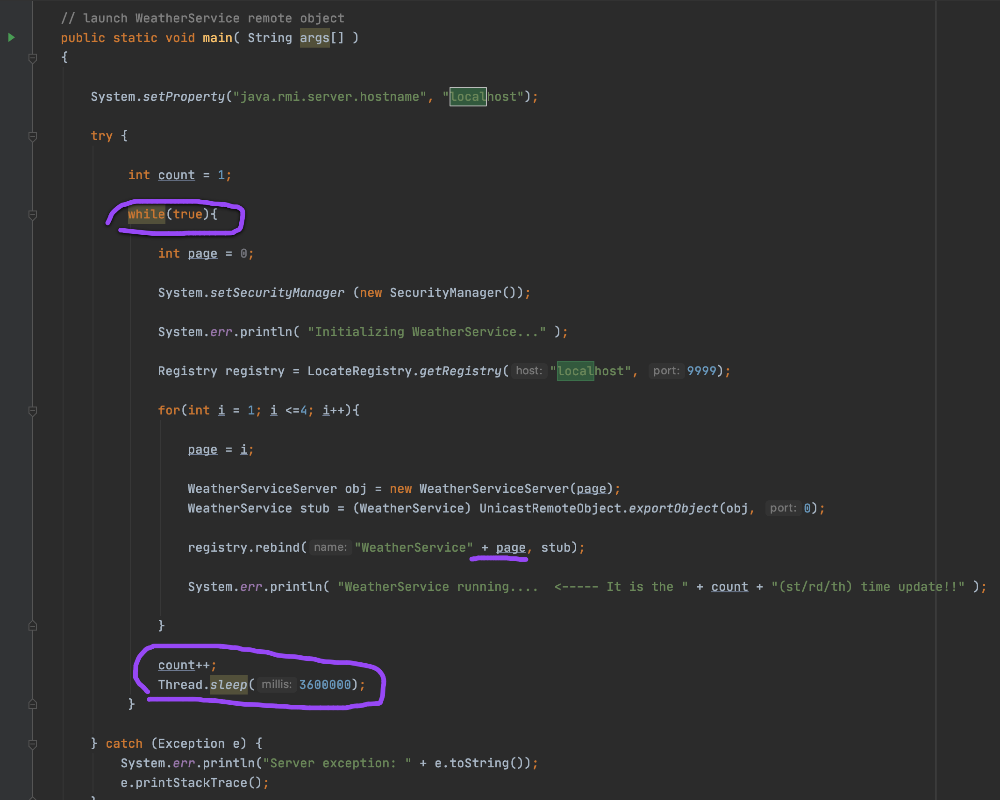 // launch WeatherService remote object
public static void main( String args[] )
{
System.setProperty("java.rmi.server.hostname", "localhost");
try {
int count = 1;
while(true){
int page = 0;
System.setSecurityManager (new SecurityManager());
System.err.println( "Initializing WeatherService..." );
Registry registry = LocateRegistry.getRegistry( host: "localhost", port: 9999);
for(int i = 1; i <=4; i++){
page = i;
WeatherServiceServer obj = new WeatherServiceServer(page);
WeatherService stub = (WeatherService) UnicastRemoteObject.exportObject(obj, port: 0);
registry.rebind( name: "WeatherService" + page, stub);
System.err.println( "WeatherService running....  <----- It is the " + count + "(st/rd/th) time update!!" );
}
count++;
Thread.sleep( millis: 3600000);
}
} catch (Exception e) {
System.err.println("Server exception: " + e.toString());
e.printStackTrace();
}